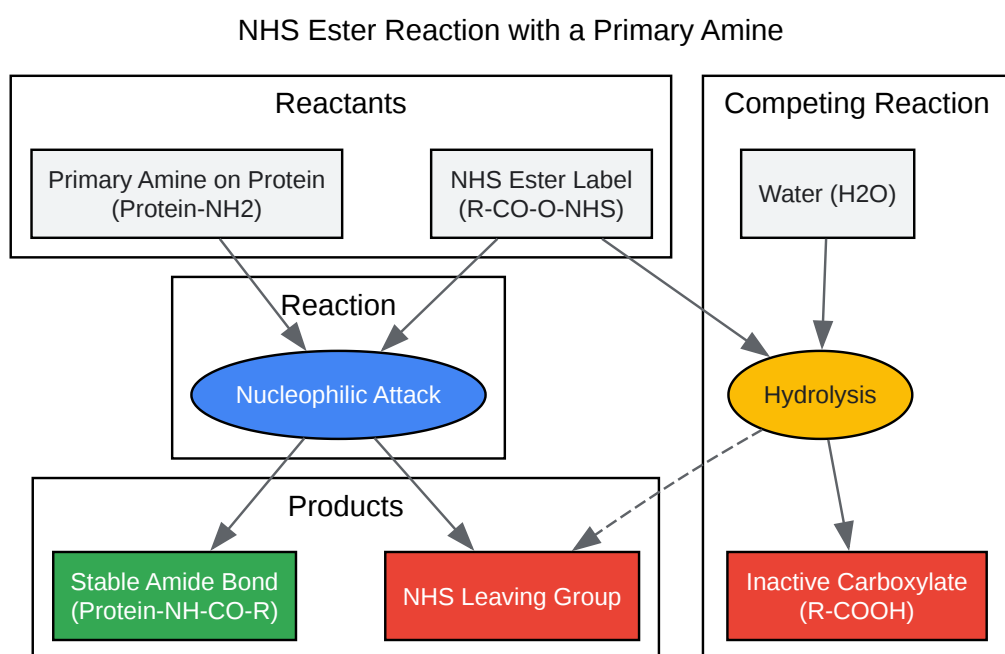 NHS Ester Reaction with a Primary Amine
Reactants
Competing Reaction
Primary Amine on Protein
(Protein-NH2)
NHS Ester Label
(R-CO-O-NHS)
Water (H2O)
Reaction
Nucleophilic Attack
Hydrolysis
Products
Stable Amide Bond
(Protein-NH-CO-R)
NHS Leaving Group
Inactive Carboxylate
(R-COOH)